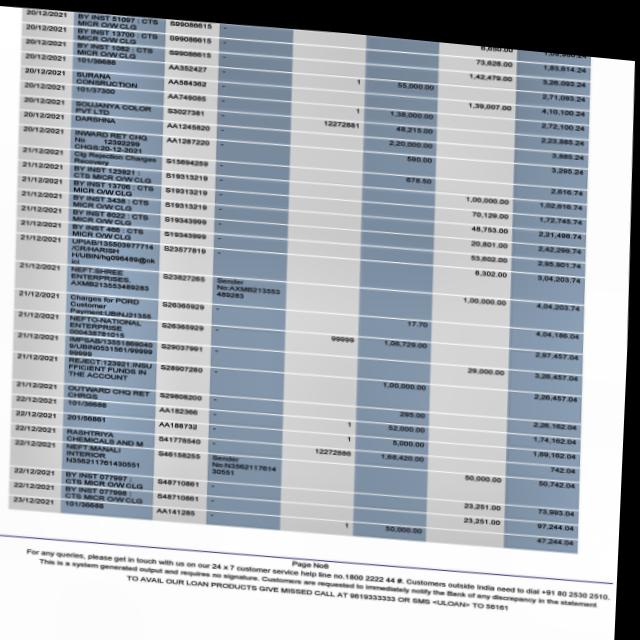 20/12/2021 BY INST 51097 : CTS MICR O/W CLG S99086615 - 6,650.00
20/12/2021 BY INST 13700 : CTS MICR O/W CLG S99086615 - 73,628.00 1,83,614.24
20/12/2021 BY INST 1082 : CTS MICR O/W CLG S99086615 - 1,42,479.00 3,26,093.24
20/12/2021 101/36688 AA352427 - 1 55,000.00 2,71,093.24
20/12/2021 SURANA CONSRUCTION AA584362 - 1,39,007.00 4,10,100.24
20/12/2021 101/37300 AA749085 - 1 1,38,000.00 2,72,100.24
20/12/2021 SOUJANYA COLOR PVT LTD S3027381 - 48,215.00 2,23,885.24
20/12/2021 DARSHNA AA1245820 - 12272881 2,20,000.00 3,885.24
20/12/2021 INWARD RET CHG No 12392299 CHGS:20-12-2021 AA1287220 - 590.00 3,295.24
21/12/2021 Clg Rejection Charges Recovery S15694259 - 678.50 2,616.74
21/12/2021 BY INST 123921 : CTS MICR O/W CLG S19313219 - 1,00,000.00 1,02,616.74
21/12/2021 BY INST 13706 : CTS MICR O/W CLG S19313219 - 70,129.00 1,72,745.74
21/12/2021 BY INST 3438 : CTS MICR O/W CLG S19313219 - 48,753.00 2,21,498.74
21/12/2021 BY INST 6022 : CTS MICR O/W CLG S19343999 - 20,801.00 2,42,299.74
21/12/2021 BY INST 486 : CTS MICR O/W CLG S19343999 - 53,602.00 2,95,901.74
21/12/2021 UPIAB/135503977714 /CR/HARISH H/UBIN/hg096489@ok ici S23577819 - 8,302.00 3,04,203.74
21/12/2021 NEFT:SHREE ENTERPRISES. AXMB213553489283 S23827265 Sender No:AXMB213553 489283 1,00,000.00 4,04,203.74
21/12/2021 Charges for PORD Customer Payment:UBINJ21355 S26365929 - 17.70 4,04,186.04
21/12/2021 NEFTO-NATIONAL ENTERPRISE 000438781015 S26365929 - 99999 1,06,729.00 2,97,457.04
21/12/2021 IMPSAB/13551869040 9/UBIN0531561/99999 99999 S29037991 - 29,000.00 3,26,457.04
21/12/2021 REJECT:123921:INSU FFICIENT FUNDS IN THE ACCOUNT S28907280 - 1,00,000.00 2,26,457.04
21/12/2021 OUTWARD CHQ RET CHRGS S29808200 - 295.00 2,26,162.04
22/12/2021 101/36688 AA182366 - 1 52,000.00 1,74,162.04
22/12/2021 201/56861 AA188732 - 1 5,000.00 1,69,162.04
22/12/2021 RASHTRIYA CHEMICALS AND M S41778540 - 12272886 1,68,420.00 742.04
22/12/2021 NEFT:MANALI INTERIOR. N356211761430551 S46158255 Sender No:N3562117614 30551 50,000.00 50,742.04
22/12/2021 BY INST 077997 : CTS MICR O/W CLG S48710661 - 23,251.00 73,993.04
22/12/2021 BY INST 077998 : CTS MICR O/W CLG S48710661 - 23,251.00 97,244.04
23/12/2021 101/36688 AA141285 - 1 50,000.00 47,244.04
Page No6
For any queries, please get in touch with us on our 24 x 7 customer service help line no.1800 2222 44 #. Customers outside India need to dial +91 80 2530 2510.
This is a system generated output and requires no signature. Customers are requested to immediately notify the Bank of any discrepancy in the statement
TO AVAIL OUR LOAN PRODUCTS GIVE MISSED CALL AT 9619333333 OR SMS <ULOAN> TO 56161